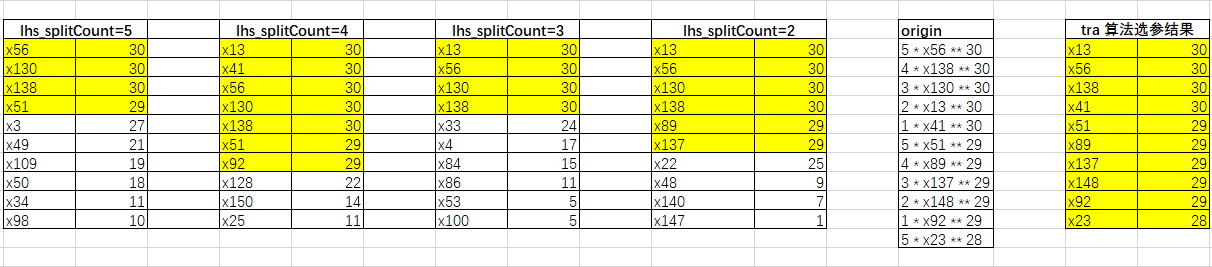 lhs_splitCount=5 lhs_splitCount=4 lhs_splitCount=3 lhs_splitCount=2 origin tra 算法选参结果
x56 30 x13 30 x13 30 x13 30 5 * x56 ** 30 x13 30
x130 30 x41 30 x56 30 x56 30 4 * x138 ** 30 x56 30
x138 30 x56 30 x130 30 x130 30 3 * x130 ** 30 x138 30
x51 29 x130 30 x138 30 x138 30 2 * x13 ** 30 x41 30
x3 27 x138 30 x33 24 x89 29 1 * x41 ** 30 x51 29
x49 21 x51 29 x4 17 x137 29 5 * x51 ** 29 x89 29
x109 19 x92 29 x84 15 x22 25 4 * x89 ** 29 x137 29
x50 18 x128 22 x86 11 x48 9 3 * x137 ** 29 x148 29
x34 11 x150 14 x53 5 x140 7 2 * x148 ** 29 x92 29
x98 10 x25 11 x100 5 x147 1 1 * x92 ** 29 x23 28
5 * x23 ** 28